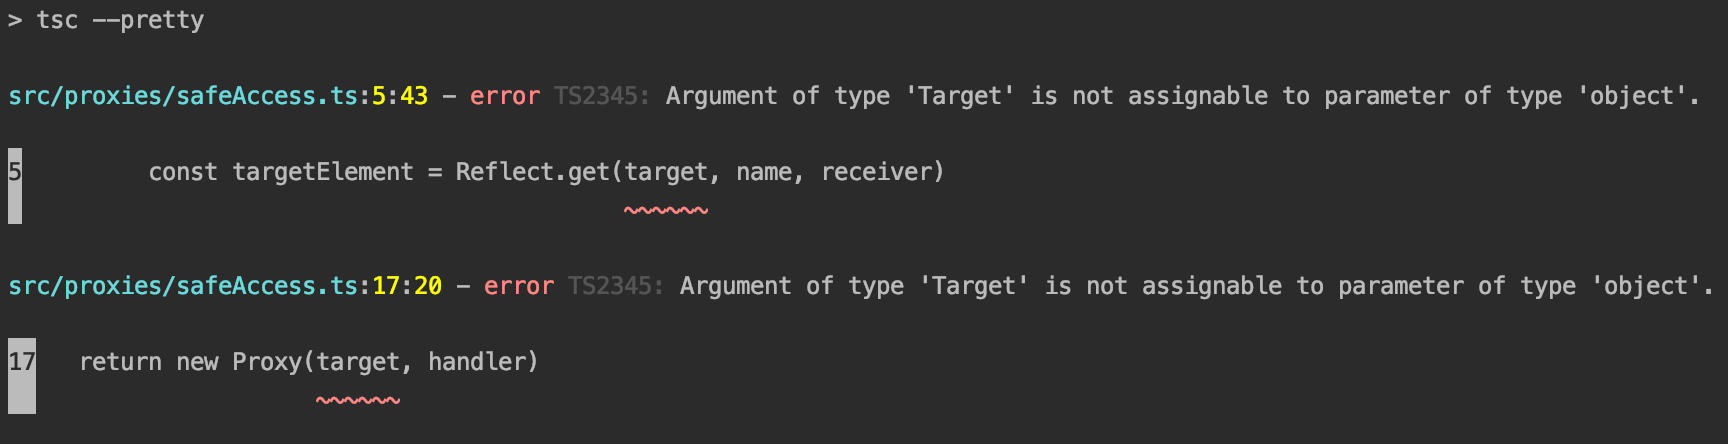 > tsc --pretty
src/proxies/safeAccess.ts:5:43 - error TS2345: Argument of type 'Target' is not assignable to parameter of type 'object'.
5 const targetElement = Reflect.get(target, name, receiver)
~~~~~~
src/proxies/safeAccess.ts:17:20 - error TS2345: Argument of type 'Target' is not assignable to parameter of type 'object'.
17 return new Proxy(target, handler)
~~~~~~